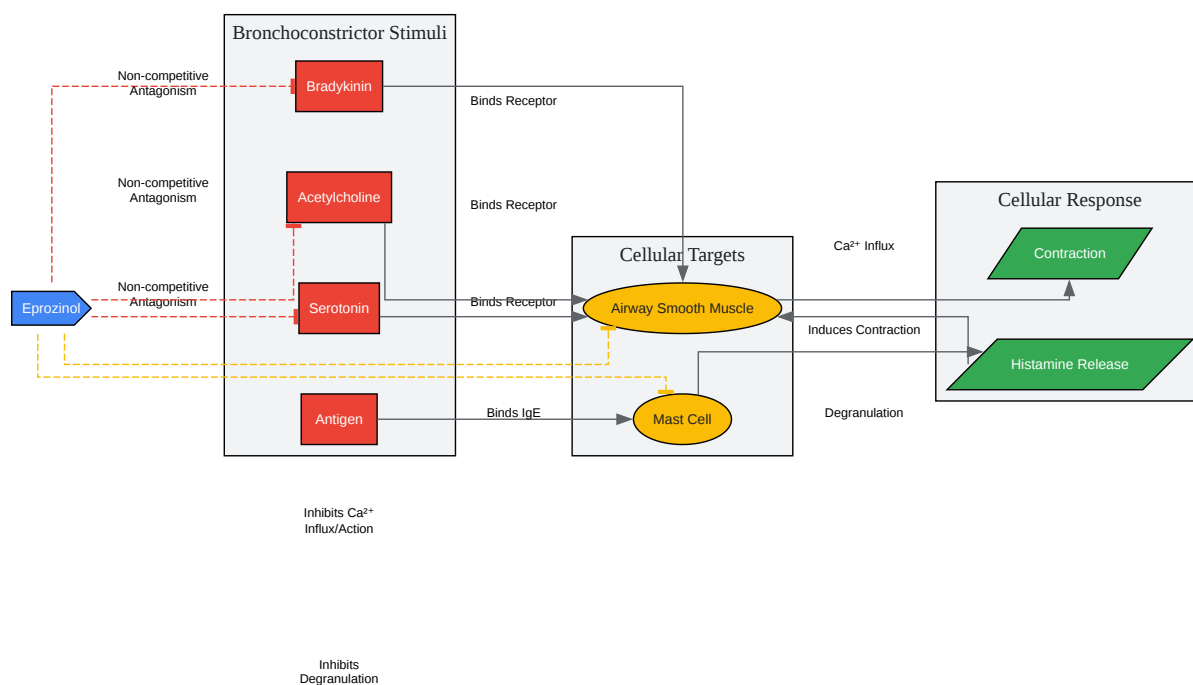 Bronchoconstrictor Stimuli
Non-competitive
Antagonism
Bradykinin
Binds Receptor
Non-competitive
Antagonism
Acetylcholine
Binds Receptor
Cellular Response
Cellular Targets
Ca²⁺ Influx
Contraction
Non-competitive
Antagonism
Eprozinol
Serotonin
Binds Receptor
Airway Smooth Muscle
Induces Contraction
Histamine Release
Antigen
Binds IgE
Mast Cell
Degranulation
Inhibits Ca²⁺
Influx/Action
Inhibits
Degranulation